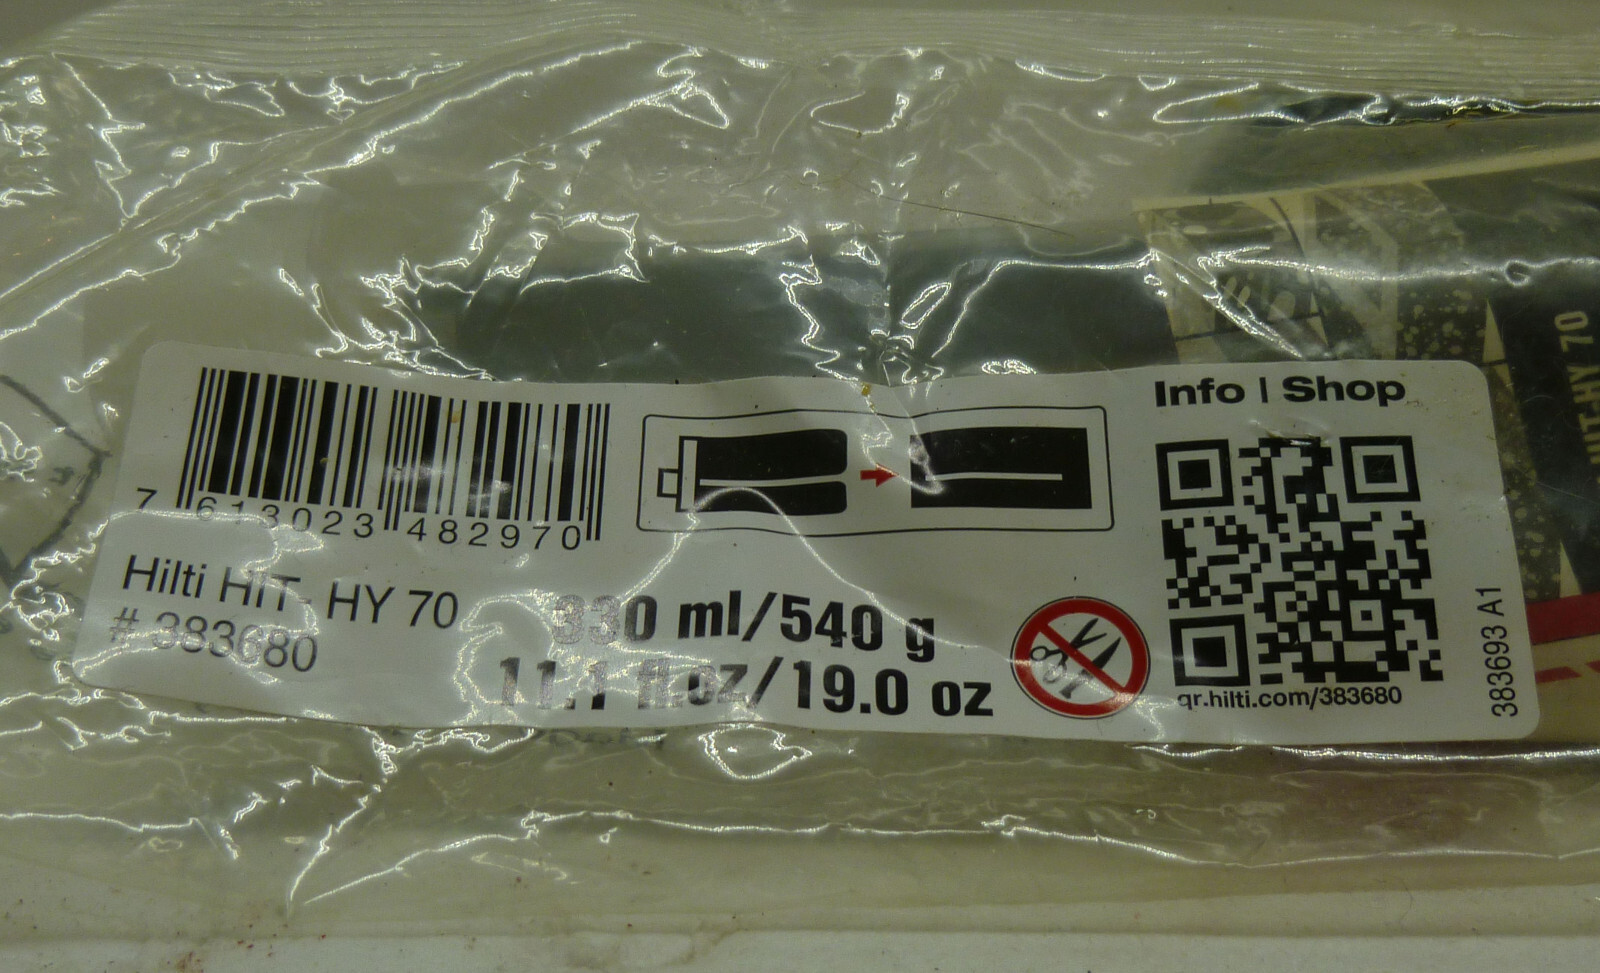 Info | Shop
7 613023 482970
Hilti HIT- HY 70
# 383680
330 ml/540 g
11.1 fl.oz/19.0 oz
qr.hilti.com/383680
383693 A1
HIT-HY 70